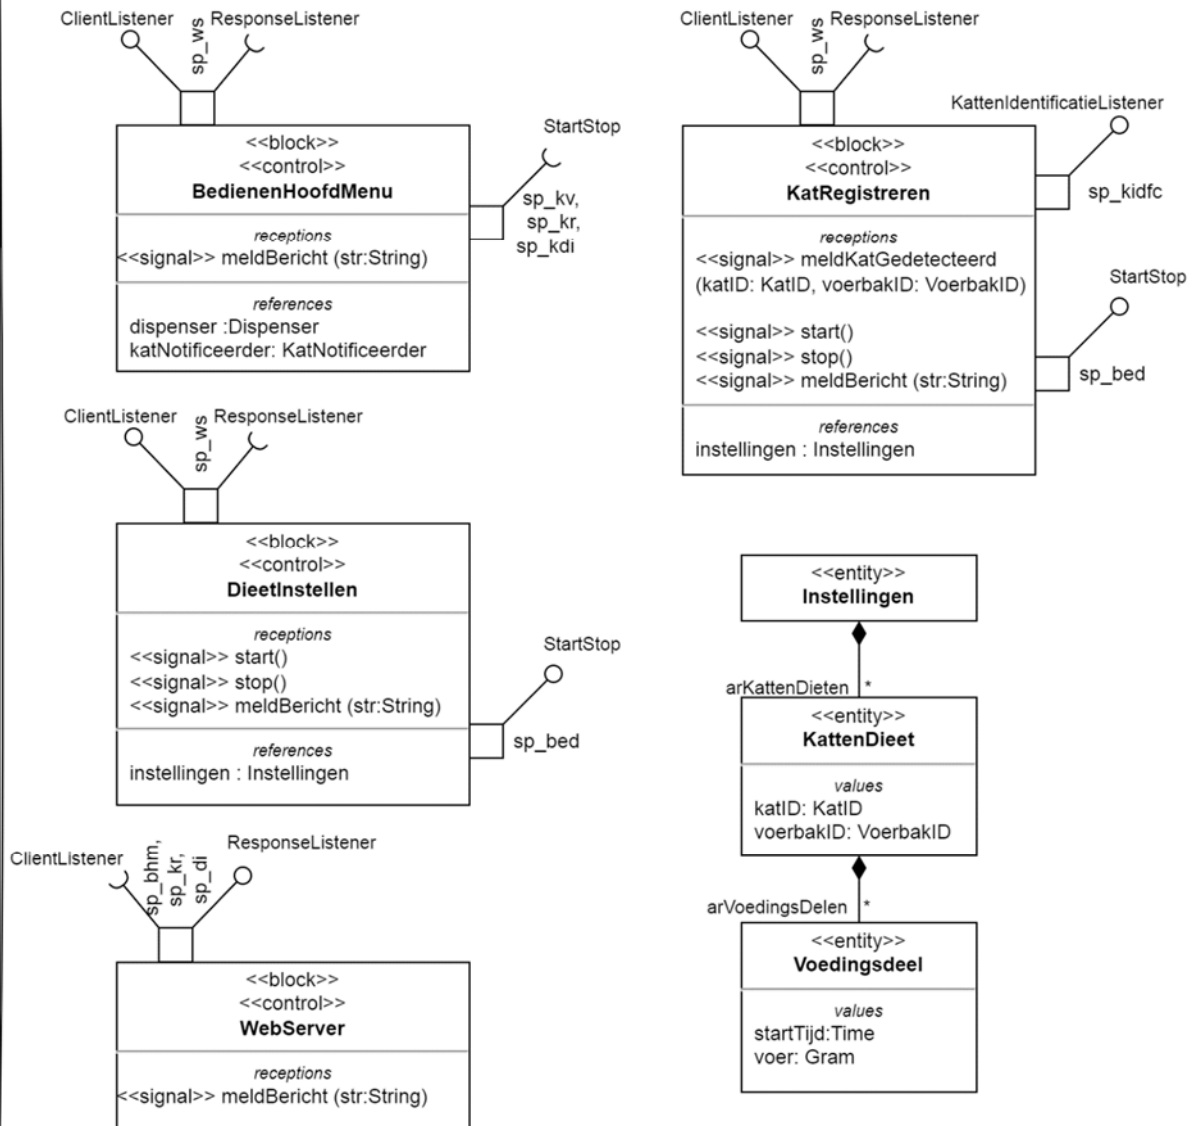 ClientListener
sp_ws
ResponseListener
StartStop
sp_kv,
sp_kr,
sp_kdi
<<block>>
<<control>>
BedienenHoofdMenu
receptions
<<signal>> meldBericht (str:String)
references
dispenser :Dispenser
katNotificeerder: KatNotificeerder
ClientListener
sp_ws
ResponseListener
KattenIdentificatieListener
sp_kidfc
StartStop
sp_bed
<<block>>
<<control>>
KatRegistreren
receptions
<<signal>> meldKatGedetecteerd
(katID: KatID, voerbakID: VoerbakID)
<<signal>> start()
<<signal>> stop()
<<signal>> meldBericht (str:String)
references
instellingen : Instellingen
ClientListener
sp_ws
ResponseListener
StartStop
sp_bed
<<block>>
<<control>>
DieetInstellen
receptions
<<signal>> start()
<<signal>> stop()
<<signal>> meldBericht (str:String)
references
instellingen : Instellingen
<<entity>>
Instellingen
arKattenDieten *
<<entity>>
KattenDieet
values
katID: KatID
voerbakID: VoerbakID
arVoedingsDelen *
<<entity>>
Voedingsdeel
values
startTijd:Time
voer: Gram
ClientListener
sp_bhm,
sp_kr,
sp_di
ResponseListener
<<block>>
<<control>>
WebServer
receptions
<<signal>> meldBericht (str:String)